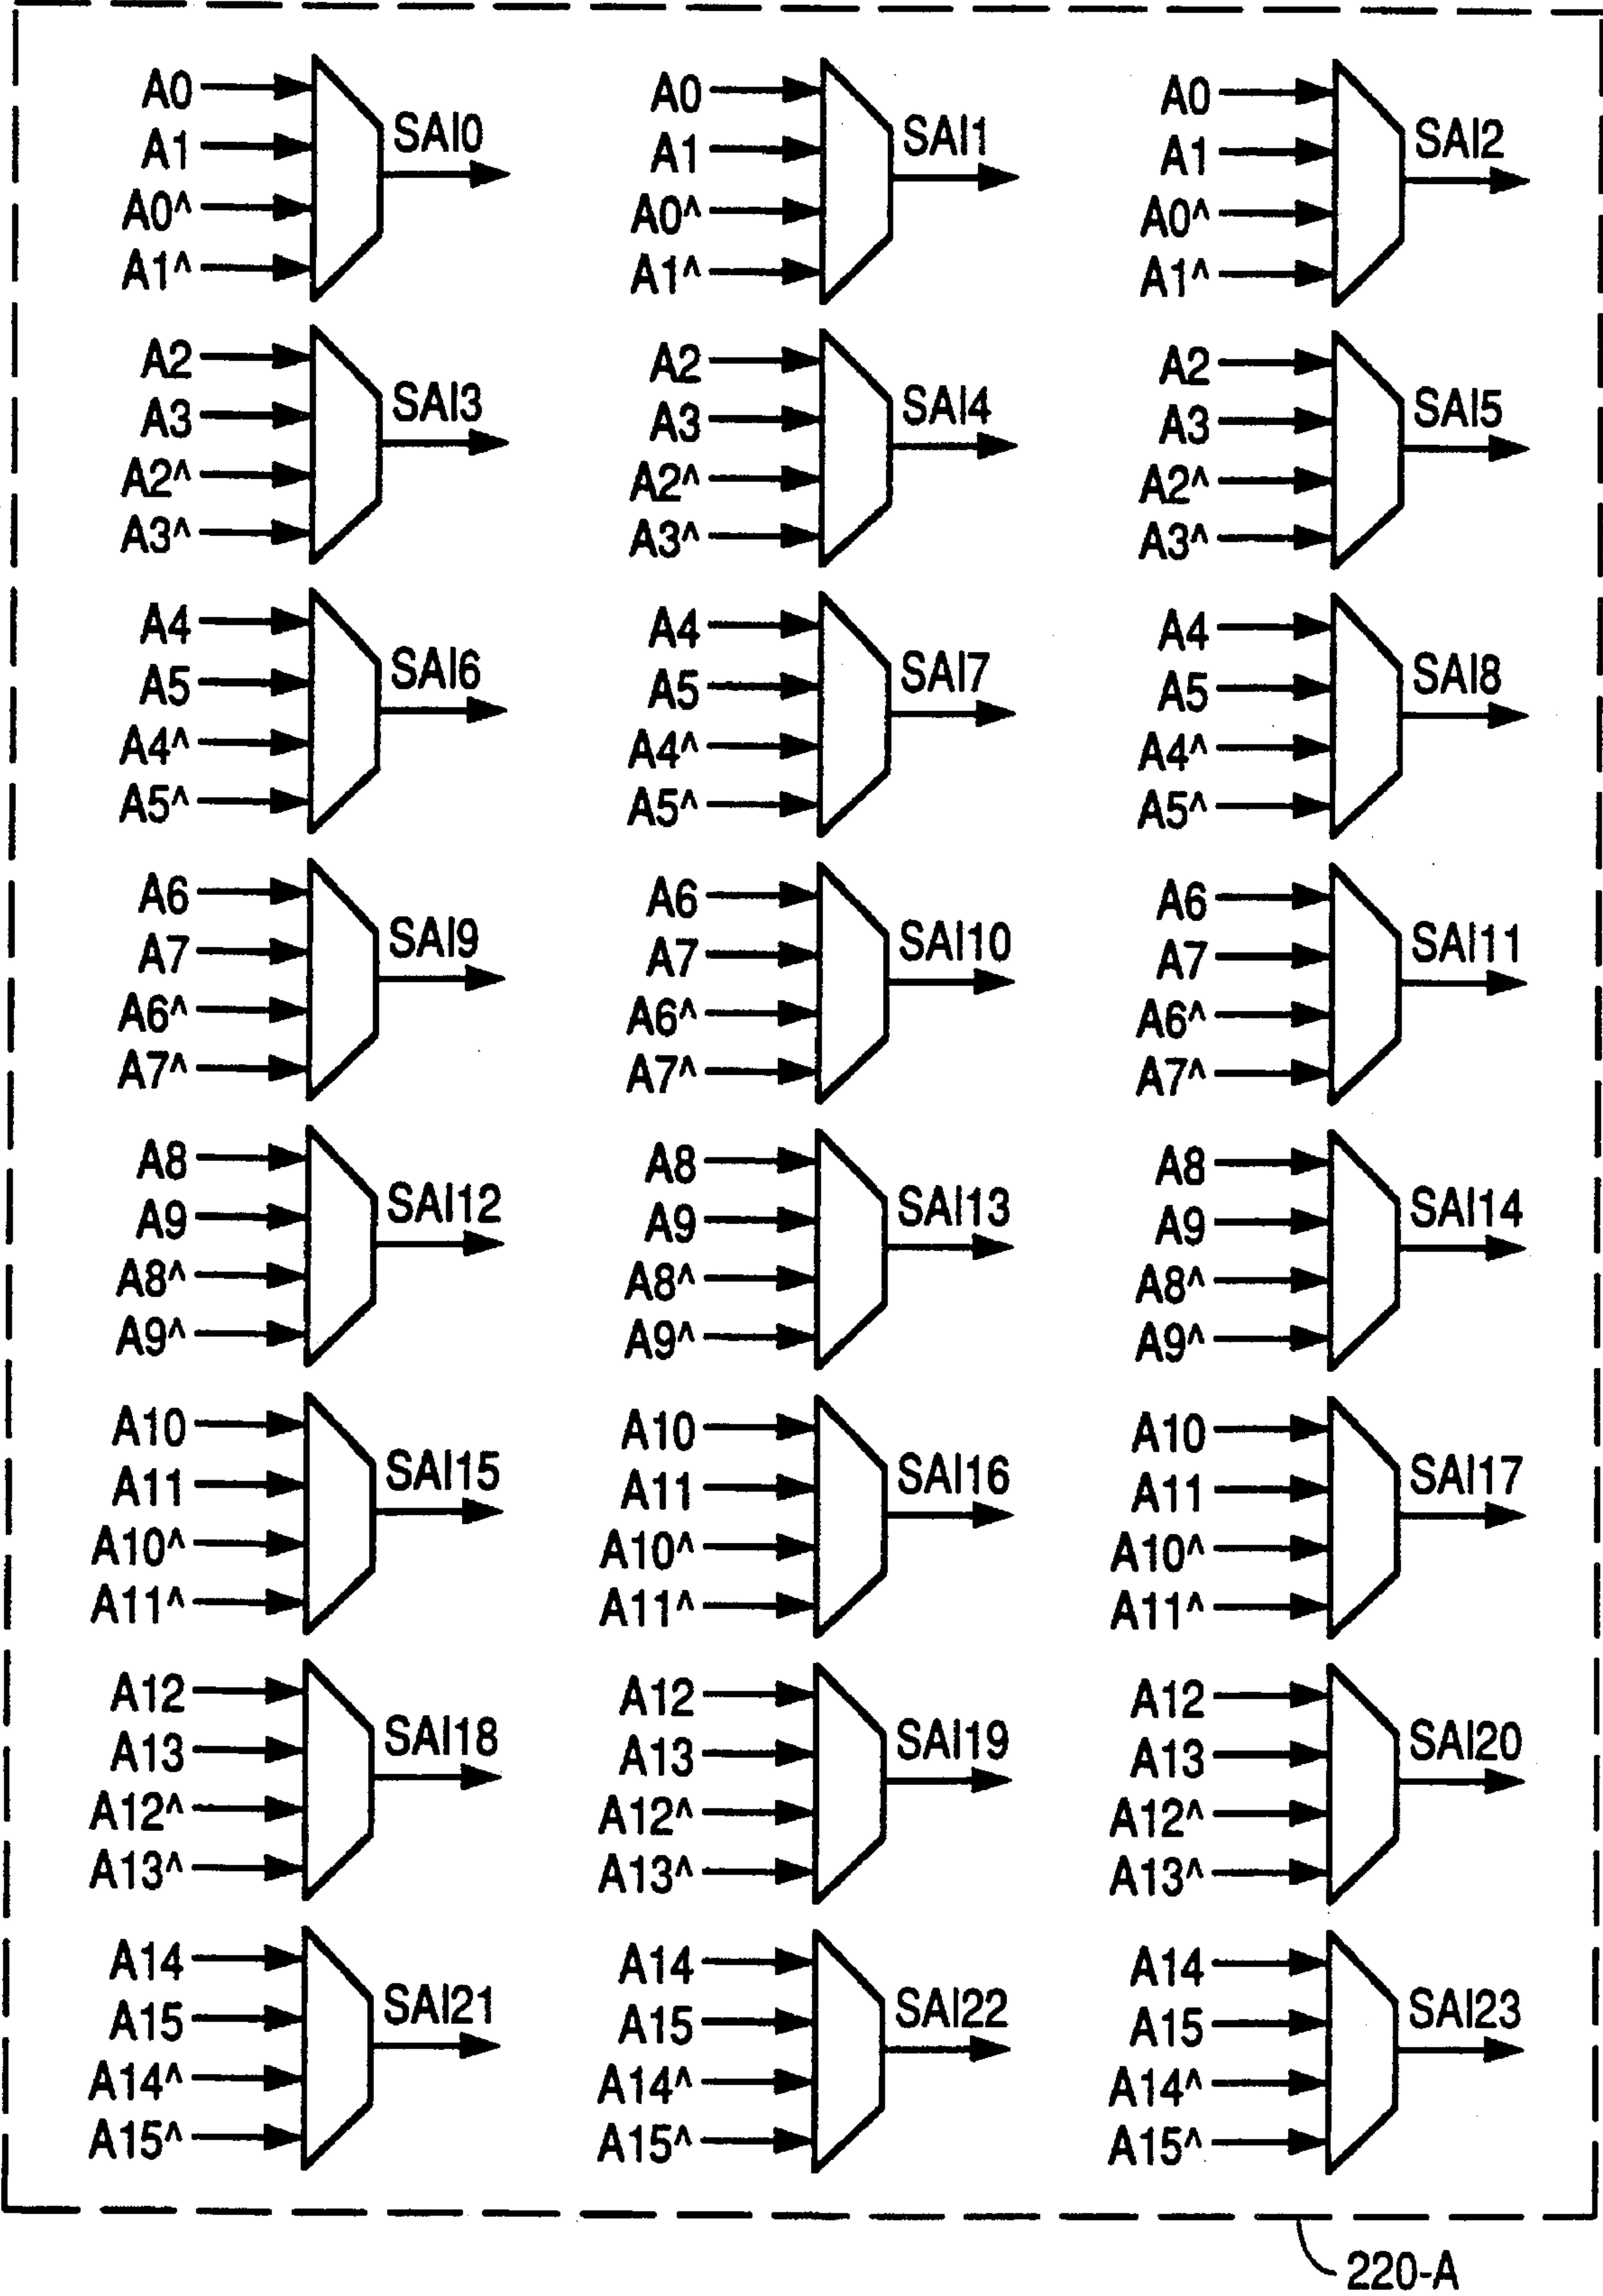 A0 A0 A0
SAI0 SAI1 SAI2
A1 A1 A1
A0^ A0^ A0^
A1^ A1^ A1^
A2 A2 A2
SAI3 SAI4 SAI5
A3 A3 A3
A2^ A2^ A2^
A3^ A3^ A3^
A4 A4 A4
SAI6 SAI7 SAI8
A5 A5 A5
A4^ A4^ A4^
A5^ A5^ A5^
A6 A6 A6
SAI9 SAI10 SAI11
A7 A7 A7
A6^ A6^ A6^
A7^ A7^ A7^
A8 A8 A8
SAI12 SAI13 SAI14
A9 A9 A9
A8^ A8^ A8^
A9^ A9^ A9^
A10 A10 A10
SAI15 SAI16 SAI17
A11 A11 A11
A10^ A10^ A10^
A11^ A11^ A11^
A12 A12 A12
SAI18 SAI19 SAI20
A13 A13 A13
A12^ A12^ A12^
A13^ A13^ A13^
A14 A14 A14
SAI21 SAI22 SAI23
A15 A15 A15
A14^ A14^ A14^
A15^ A15^ A15^
220-A